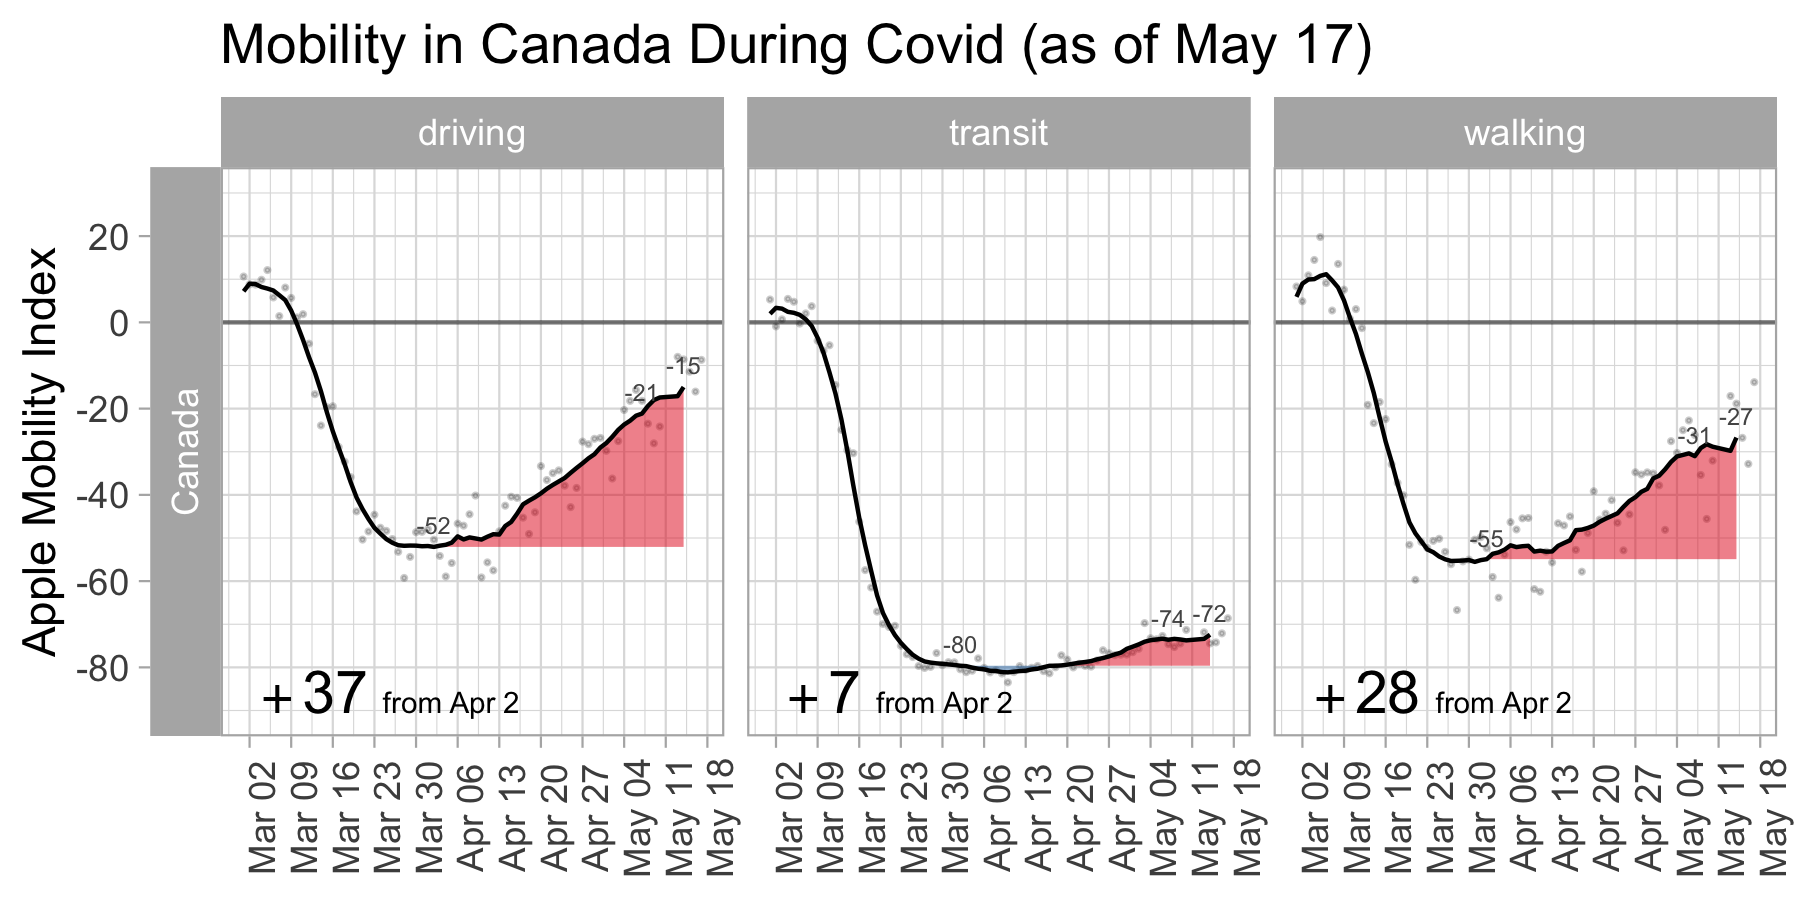 Mobility in Canada During Covid (as of May 17)
driving
transit
walking
Canada
Apple Mobility Index
20
0
-20
-40
-60
-80
-52
-21
-15
+37 from Apr 2
-80
-74
-72
+7 from Apr 2
-55
-31
-27
+28 from Apr 2
Mar 02
Mar 09
Mar 16
Mar 23
Mar 30
Apr 06
Apr 13
Apr 20
Apr 27
May 04
May 11
May 18
Mar 02
Mar 09
Mar 16
Mar 23
Mar 30
Apr 06
Apr 13
Apr 20
Apr 27
May 04
May 11
May 18
Mar 02
Mar 09
Mar 16
Mar 23
Mar 30
Apr 06
Apr 13
Apr 20
Apr 27
May 04
May 11
May 18